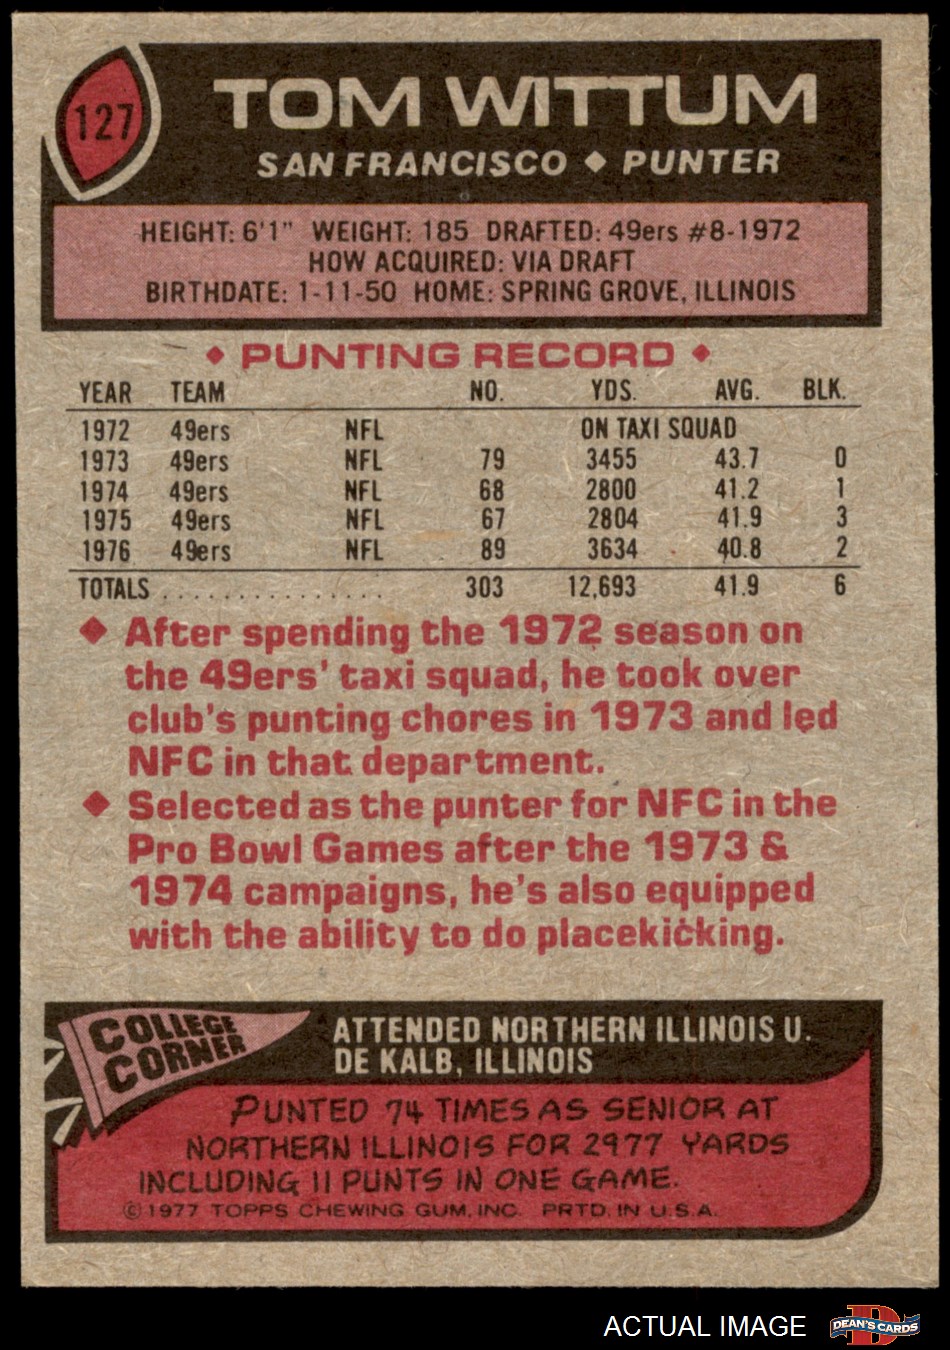 127
TOM WITTUM
SAN FRANCISCO ♦ PUNTER
HEIGHT: 6'1" WEIGHT: 185 DRAFTED: 49ers #8-1972
HOW ACQUIRED: VIA DRAFT
BIRTHDATE: 1-11-50 HOME: SPRING GROVE, ILLINOIS
♦ PUNTING RECORD ♦
YEAR TEAM NO. YDS. AVG. BLK.
1972 49ers NFL ON TAXI SQUAD
1973 49ers NFL 79 3455 43.7 0
1974 49ers NFL 68 2800 41.2 1
1975 49ers NFL 67 2804 41.9 3
1976 49ers NFL 89 3634 40.8 2
TOTALS . . . . . . . . . . . . . . . 303 12,693 41.9 6
♦ After spending the 1972 season on
the 49ers' taxi squad, he took over
club's punting chores in 1973 and led
NFC in that department.
♦ Selected as the punter for NFC in the
Pro Bowl Games after the 1973 &
1974 campaigns, he's also equipped
with the ability to do placekicking.
COLLEGE
CORNER
ATTENDED NORTHERN ILLINOIS U.
DE KALB, ILLINOIS
PUNTED 74 TIMES AS SENIOR AT
NORTHERN ILLINOIS FOR 2977 YARDS
INCLUDING 11 PUNTS IN ONE GAME.
© 1977 TOPPS CHEWING GUM, INC. PRTD. IN U.S.A.
ACTUAL IMAGE
D
DEAN'S CARDS